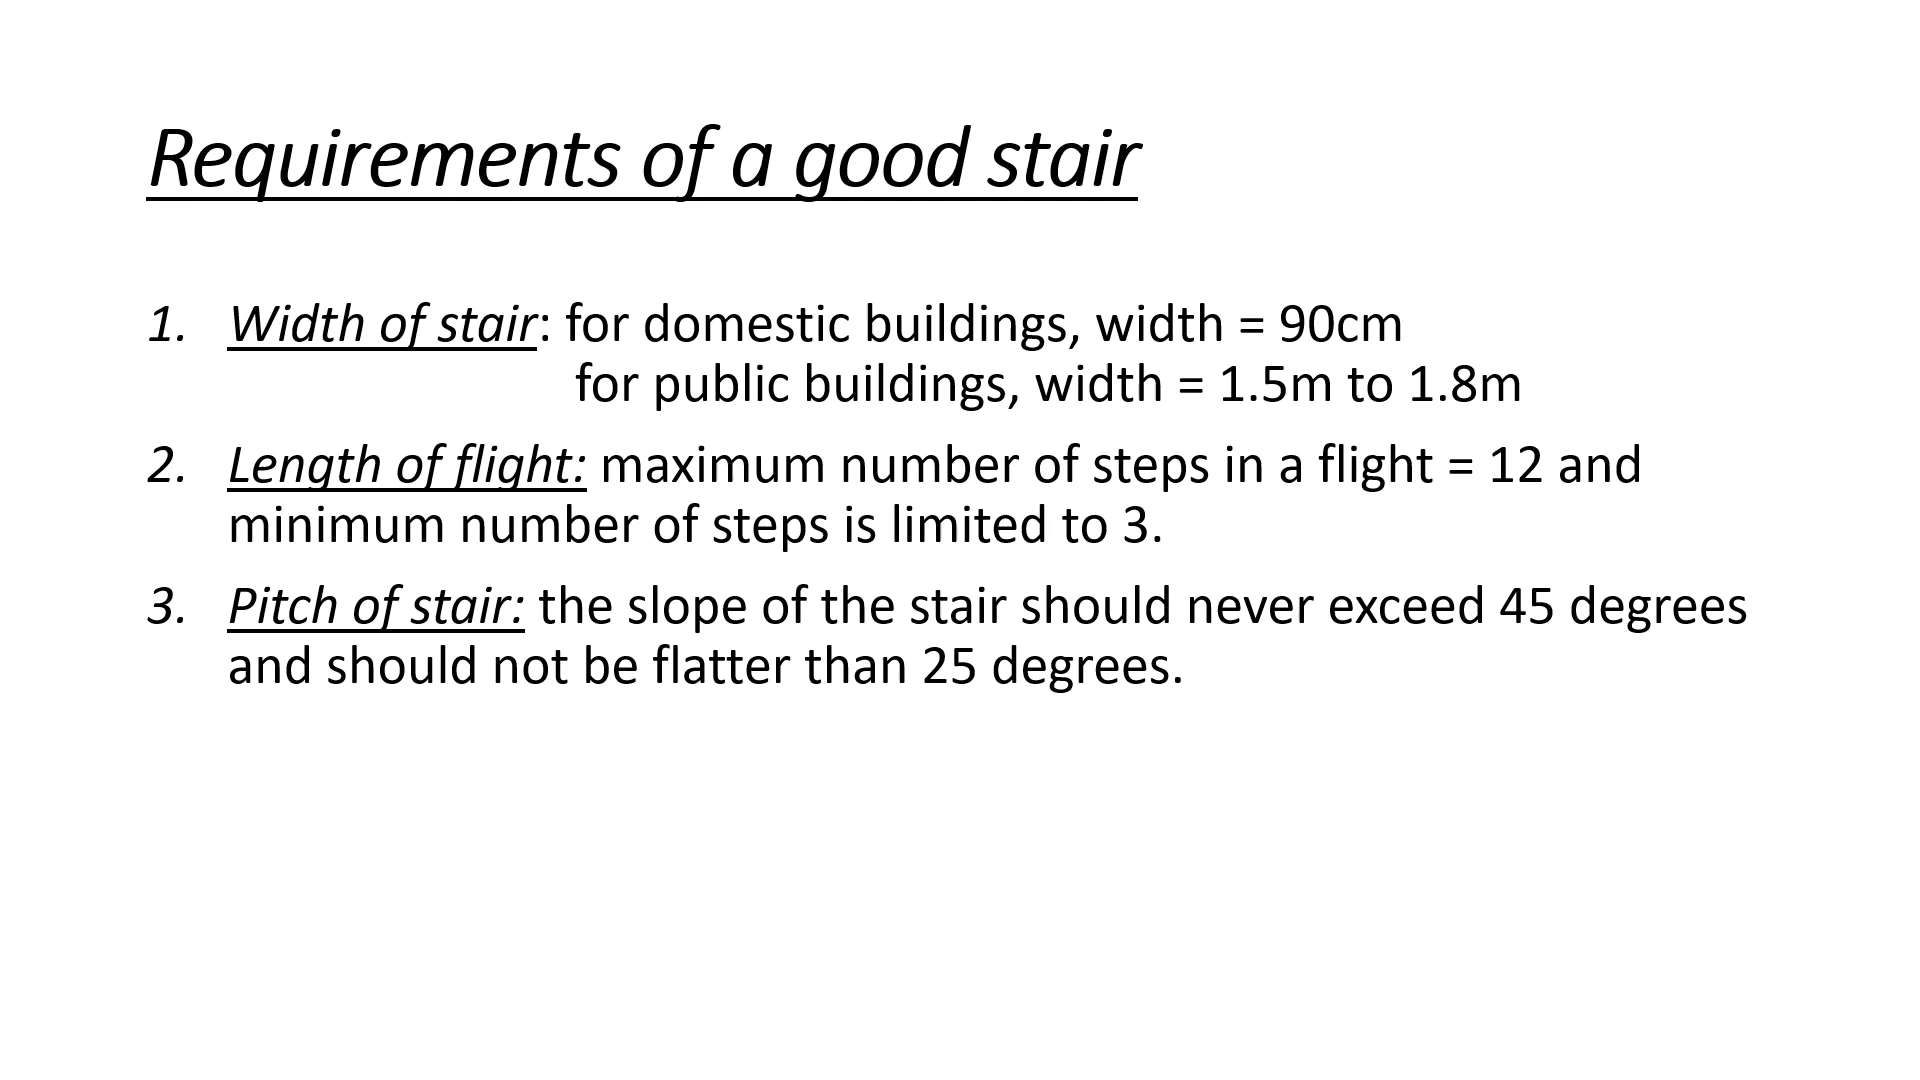 Requirements of a good stair
1. Width of stair: for domestic buildings, width = 90cm
for public buildings, width = 1.5m to 1.8m
2. Length of flight: maximum number of steps in a flight = 12 and
minimum number of steps is limited to 3.
3. Pitch of stair: the slope of the stair should never exceed 45 degrees
and should not be flatter than 25 degrees.